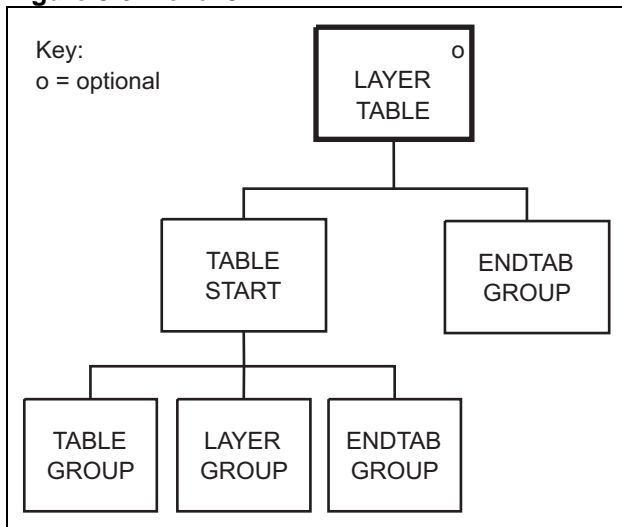 Key:
o = optional
o
LAYER
TABLE
TABLE
START
ENDTAB
GROUP
TABLE
GROUP
LAYER
GROUP
ENDTAB
GROUP